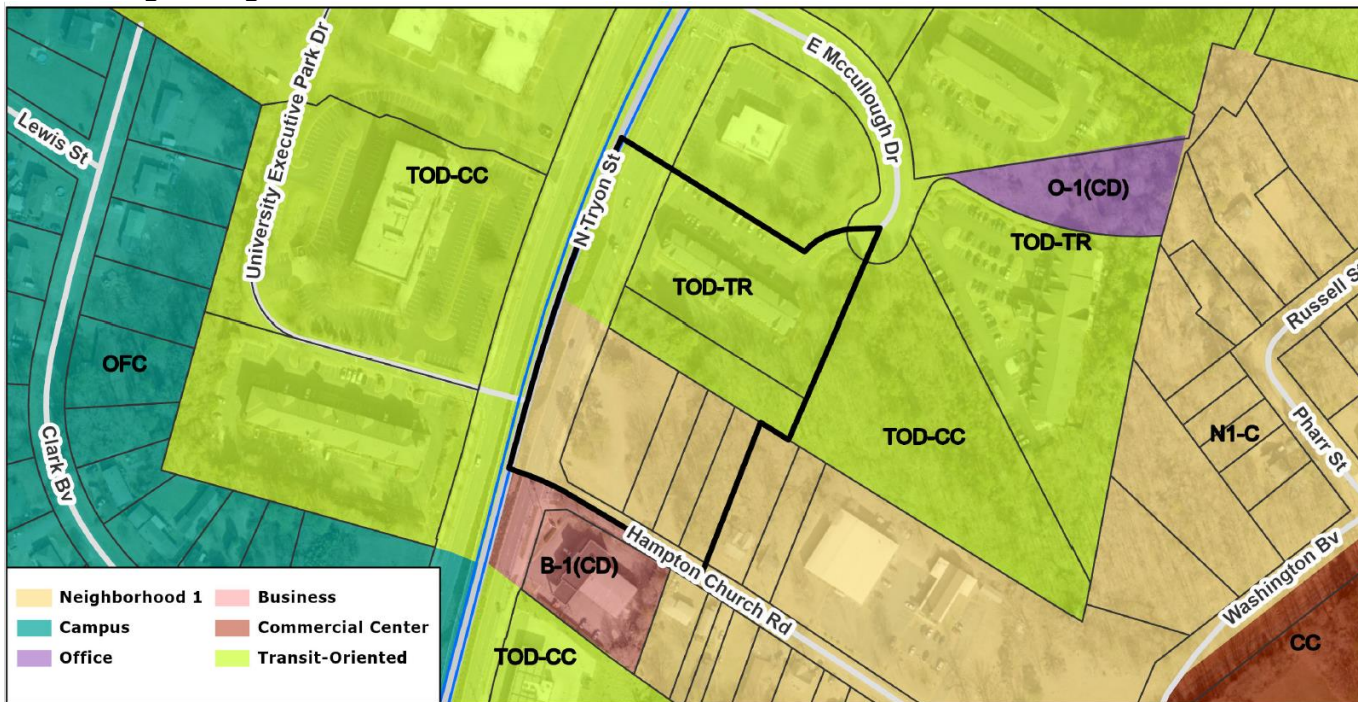 University Executive Park Dr
E Mccullough Dr
Lewis St
TOD-CC
O-1(CD)
N Tryon St
TOD-TR
TOD-TR
Russell S
OFC
Clark Bv
TOD-CC
N1-C
Pharr St
B-1(CD)
Hampton Church Rd
Washington Bv
TOD-CC
CC
Neighborhood 1
Business
Campus
Commercial Center
Office
Transit-Oriented